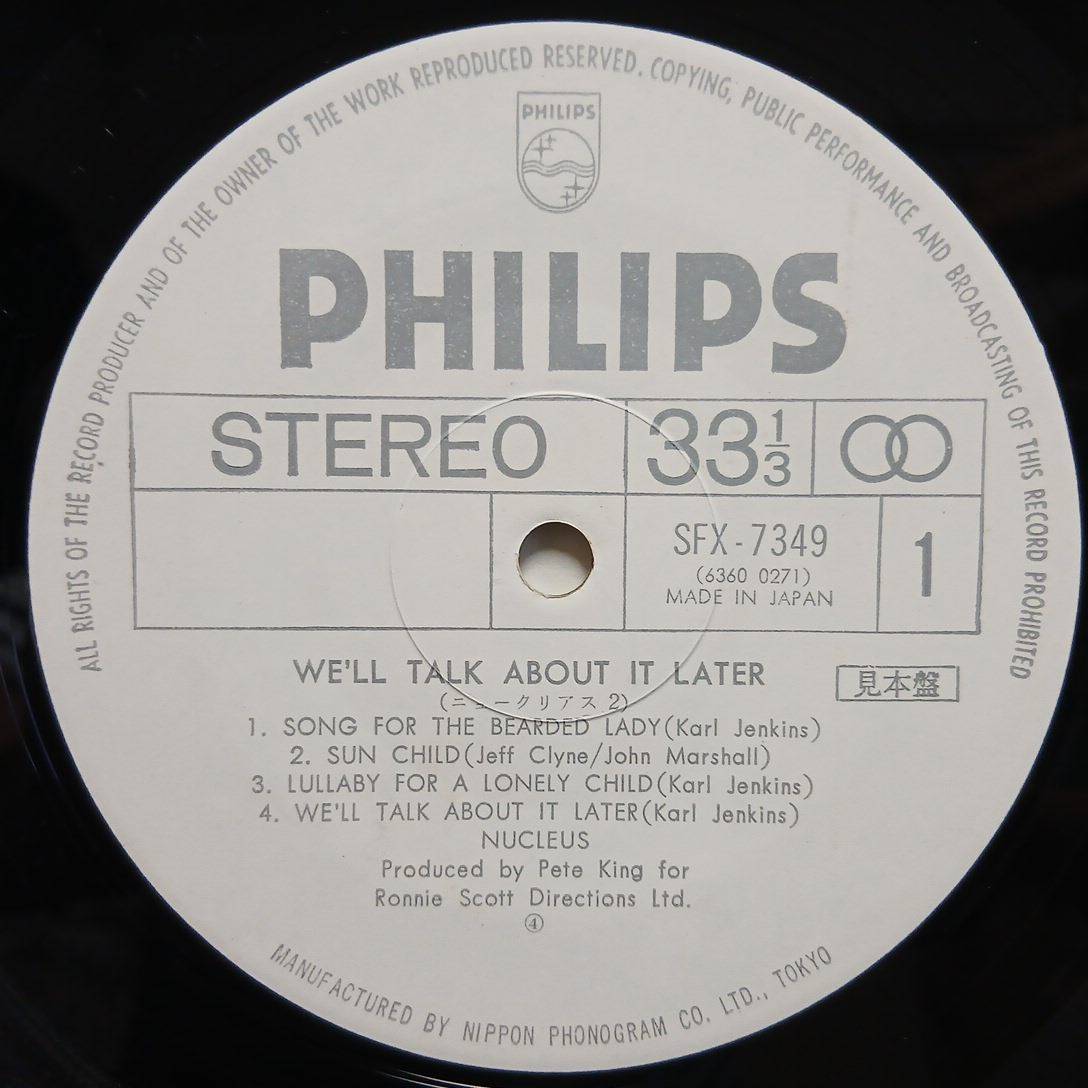 ALL RIGHTS OF THE RECORD PRODUCER AND OF THE OWNER OF THE WORK REPRODUCED RESERVED. COPYING, PUBLIC PERFORMANCE AND BROADCASTING OF THIS RECORD PROHIBITED
PHILIPS
PHILIPS
STEREO 33 1/3
SFX-7349
(6360 0271)
MADE IN JAPAN
1
WE'LL TALK ABOUT IT LATER
見本盤
(ニュークリアス 2)
1. SONG FOR THE BEARDED LADY(Karl Jenkins)
2. SUN CHILD(Jeff Clyne/John Marshall)
3. LULLABY FOR A LONELY CHILD(Karl Jenkins)
4. WE'LL TALK ABOUT IT LATER(Karl Jenkins)
NUCLEUS
Produced by Pete King for
Ronnie Scott Directions Ltd.
④
MANUFACTURED BY NIPPON PHONOGRAM CO. LTD., TOKYO